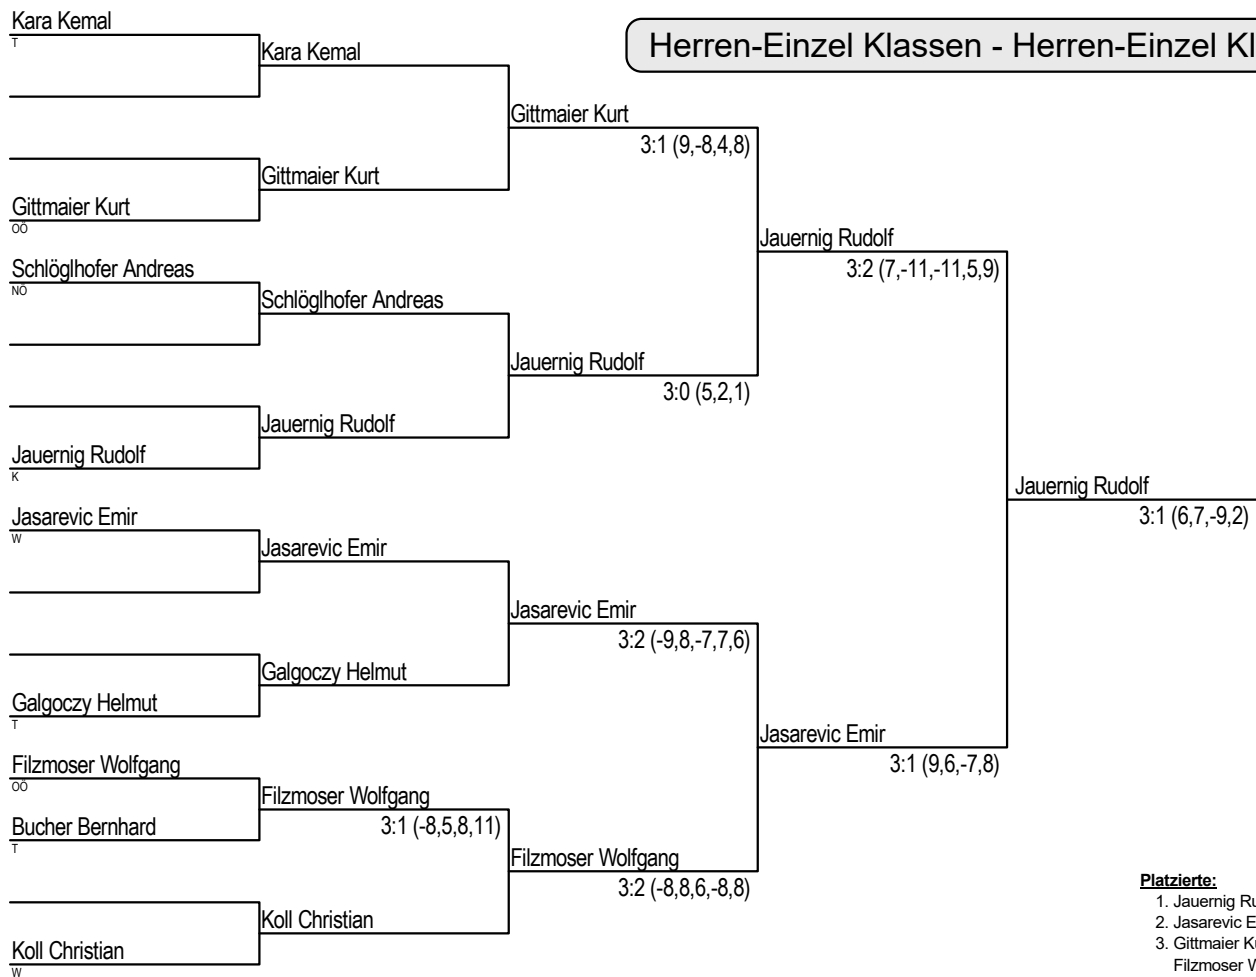 Herren-Einzel Klassen - Herren-Einzel Kl
Kara Kemal
T
Gittmaier Kurt
OÖ
Schlöglhofer Andreas
NÖ
Jauernig Rudolf
K
Jasarevic Emir
W
Galgoczy Helmut
T
Filzmoser Wolfgang
OÖ
Bucher Bernhard
T
Koll Christian
W
Kara Kemal
Gittmaier Kurt
Schlöglhofer Andreas
Jauernig Rudolf
Jasarevic Emir
Galgoczy Helmut
Filzmoser Wolfgang
3:1 (-8,5,8,11)
Koll Christian
Gittmaier Kurt
3:1 (9,-8,4,8)
Jauernig Rudolf
3:0 (5,2,1)
Jasarevic Emir
3:2 (-9,8,-7,7,6)
Filzmoser Wolfgang
3:2 (-8,8,6,-8,8)
Jauernig Rudolf
3:2 (7,-11,-11,5,9)
Jasarevic Emir
3:1 (9,6,-7,8)
Jauernig Rudolf
3:1 (6,7,-9,2)
Platzierte:
1. Jauernig Ru
2. Jasarevic E
3. Gittmaier Ku
Filzmoser W